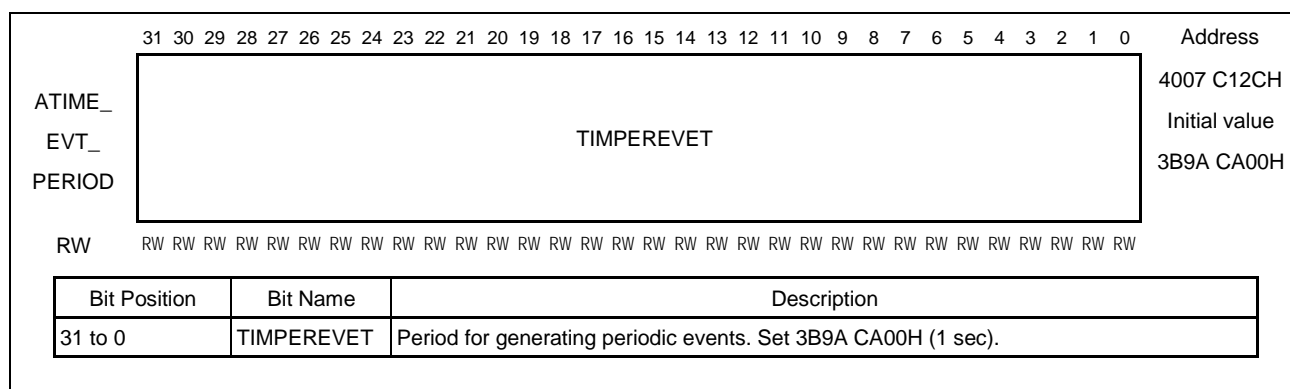 31 30 29 28 27 26 25 24 23 22 21 20 19 18 17 16 15 14 13 12 11 10 9 8 7 6 5 4 3 2 1 0 Address
ATIME_
EVT_
PERIOD
TIMPEREVET
4007 C12CH
Initial value
3B9A CA00H
RW RW RW RW RW RW RW RW RW RW RW RW RW RW RW RW RW RW RW RW RW RW RW RW RW RW RW RW RW RW RW RW RW
Bit Position Bit Name Description
31 to 0 TIMPEREVET Period for generating periodic events. Set 3B9A CA00H (1 sec).